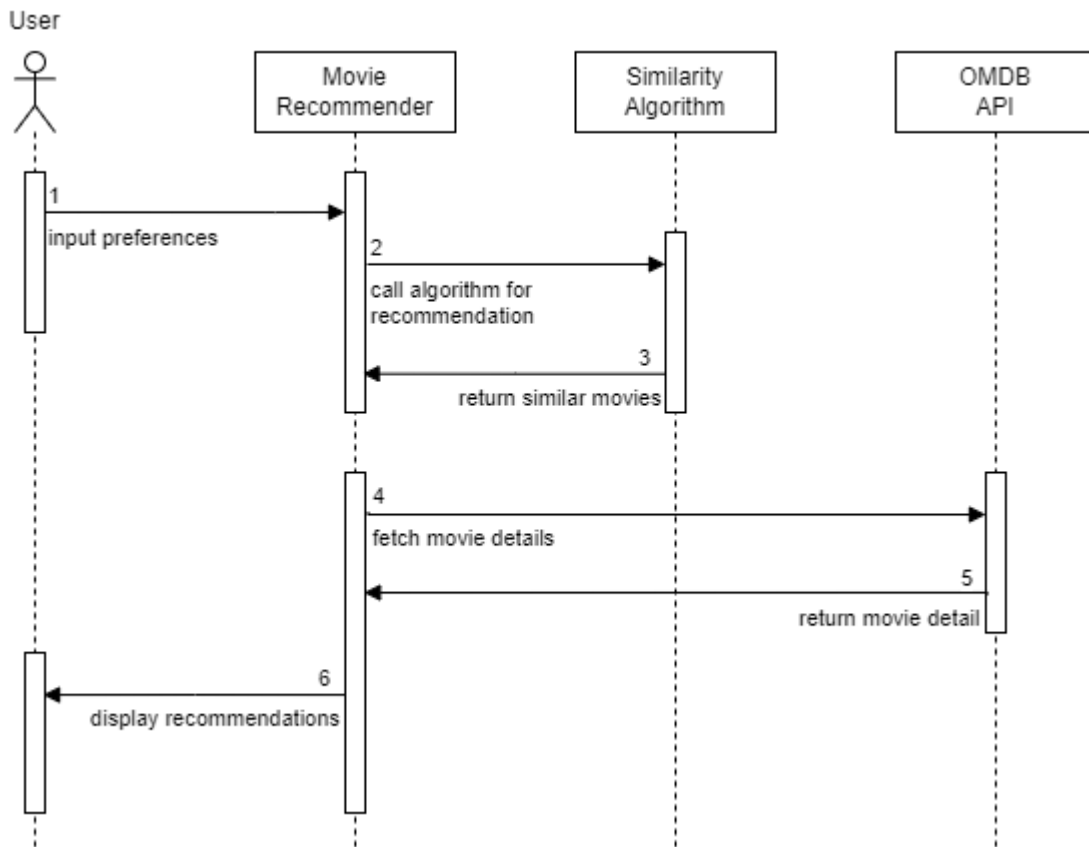 User
Movie
Recommender
Similarity
Algorithm
OMDB
API
1
input preferences
2
call algorithm for
recommendation
3
return similar movies
4
fetch movie details
5
return movie detail
6
display recommendations